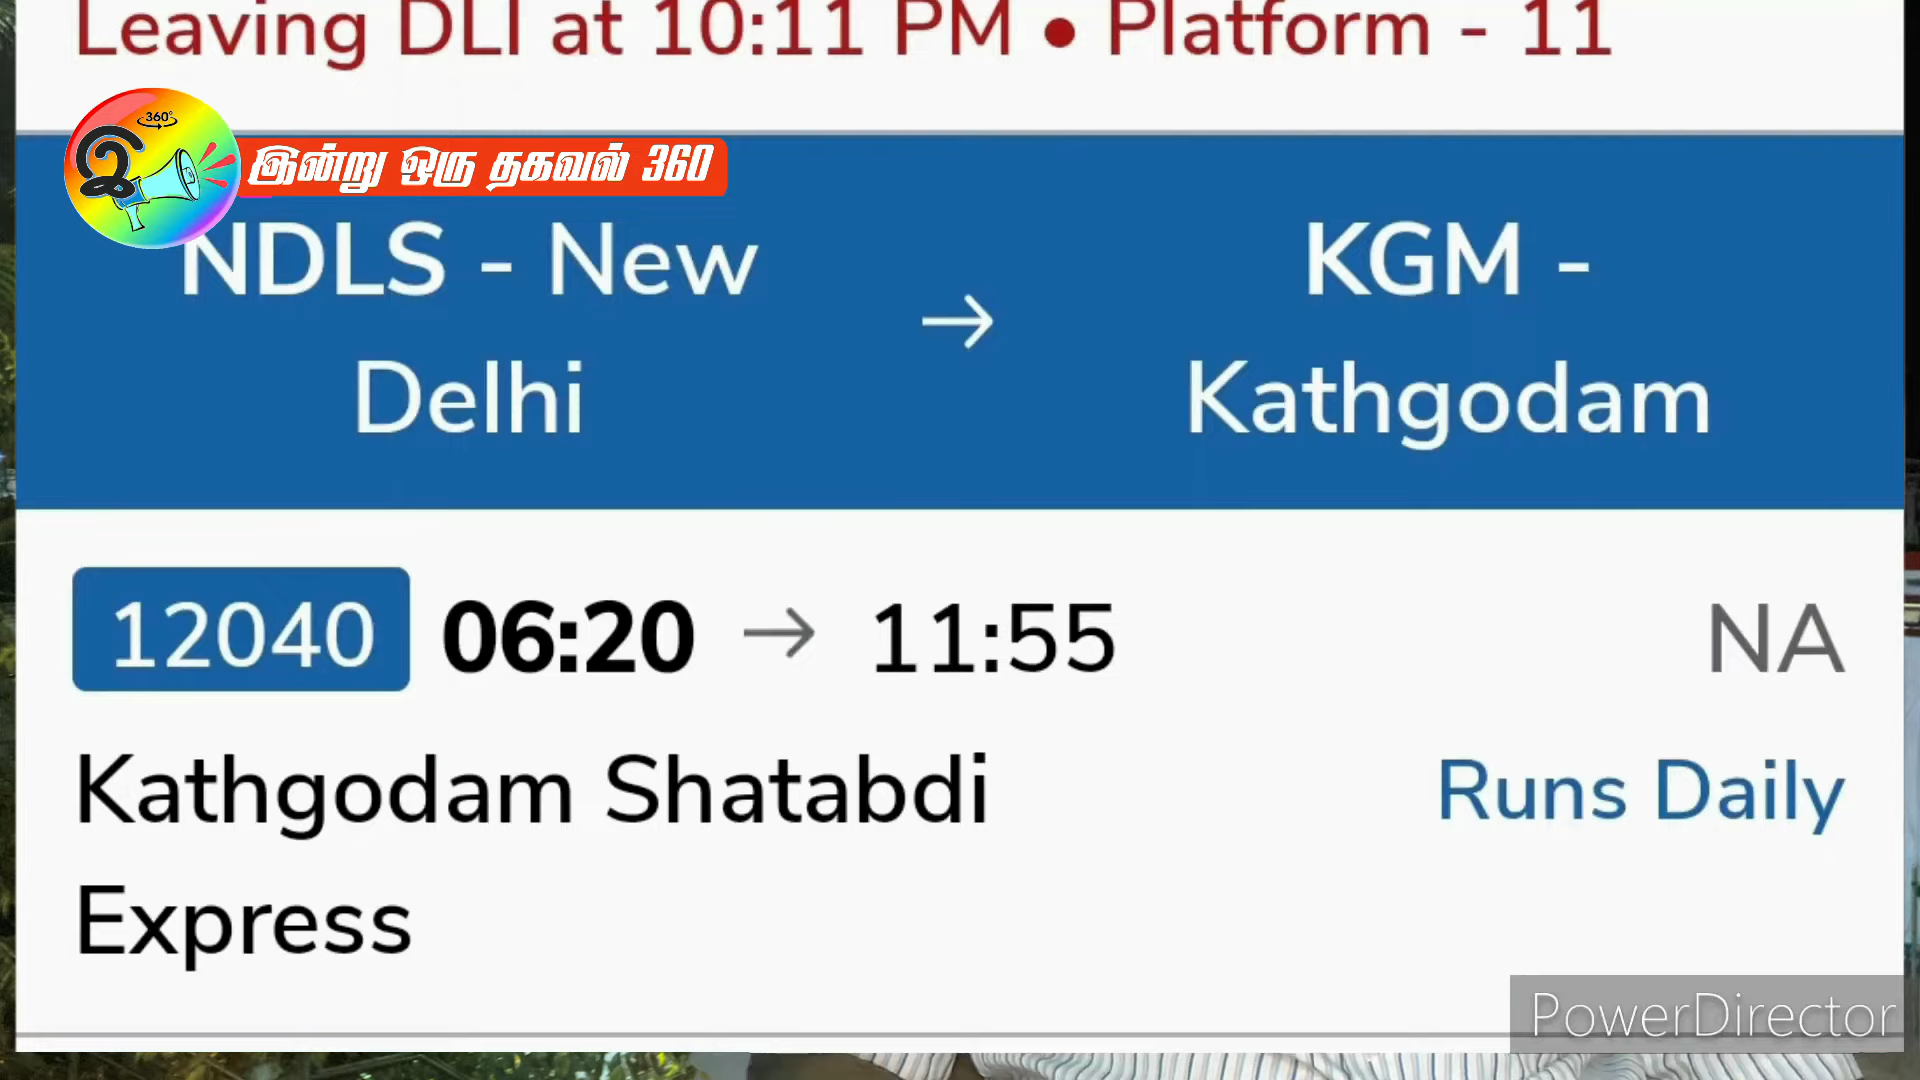 Leaving DLI at 10:11 PM • Platform - 11
360°
இ
இன்று ஒரு தகவல் 360
NDLS - New Delhi
→
KGM - Kathgodam
12040 06:20 → 11:55 NA
Kathgodam Shatabdi Express
Runs Daily
PowerDirector